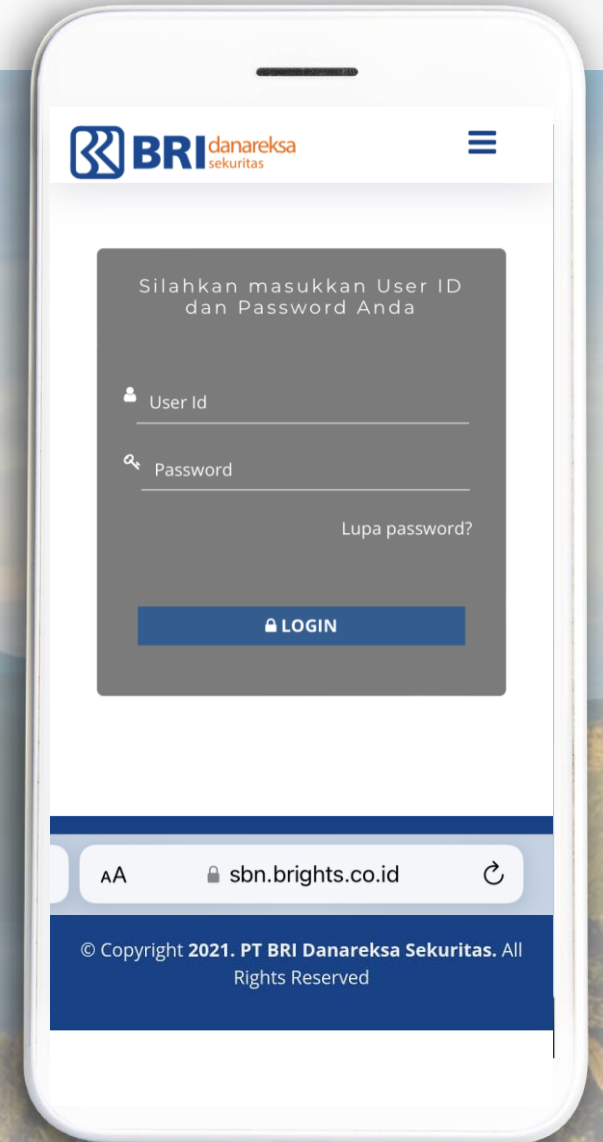 BRI danareksa
sekuritas
Silahkan masukkan User ID
dan Password Anda
User Id
Password
Lupa password?
LOGIN
AA sbn.brights.co.id
© Copyright 2021. PT BRI Danareksa Sekuritas. All
Rights Reserved